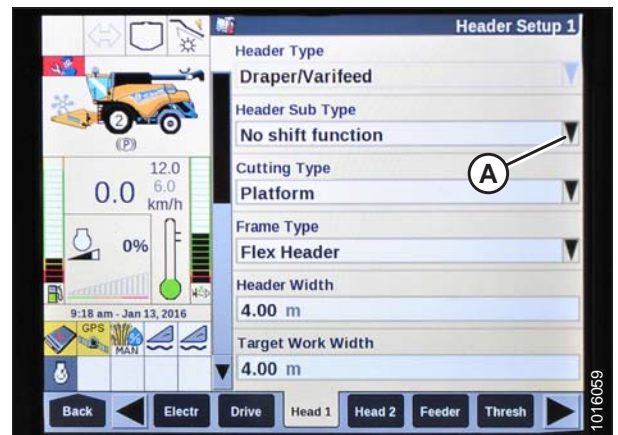 Header Setup 1
Header Type
Draper/Varifeed
Header Sub Type
No shift function
A
Cutting Type
Platform
Frame Type
Flex Header
Header Width
4.00 m
Target Work Width
4.00 m
2
(P)
12.0
0.0 6.0
km/h
0%
9:18 am - Jan 13, 2016
GPS
%
MAN
Back
Electr
Drive
Head 1
Head 2
Feeder
Thresh
1016059